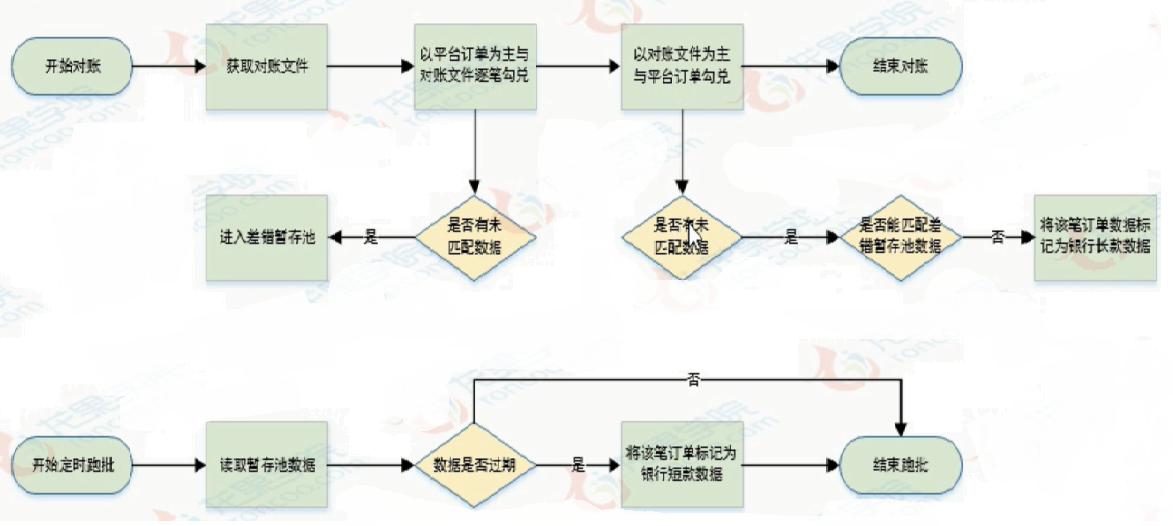 开始对账
获取对账文件
以平台订单为主与
对账文件逐笔勾兑
以对账文件为主
与平台订单勾兑
结束对账
进入差错暂存池
是
是否有未
匹配数据
是否有未
匹配数据
是
是否能匹配差
错暂存池数据
否
将该笔订单数据标
记为银行长款数据
否
开始定时跑批
读取暂存池数据
数据是否过期
是
将该笔订单标记为
银行短款数据
结束跑批
龙果学院
roncoo.com